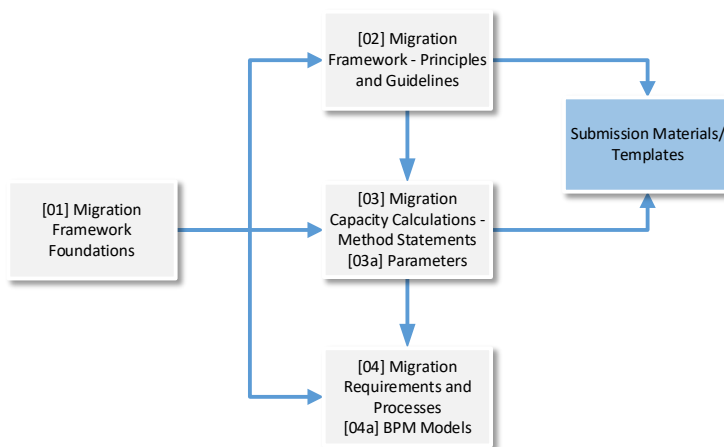 [02] Migration
Framework - Principles
and Guidelines
Submission Materials/
Templates
[01] Migration
Framework
Foundations
[03] Migration
Capacity Calculations -
Method Statements
[03a] Parameters
[04] Migration
Requirements and
Processes
[04a] BPM Models